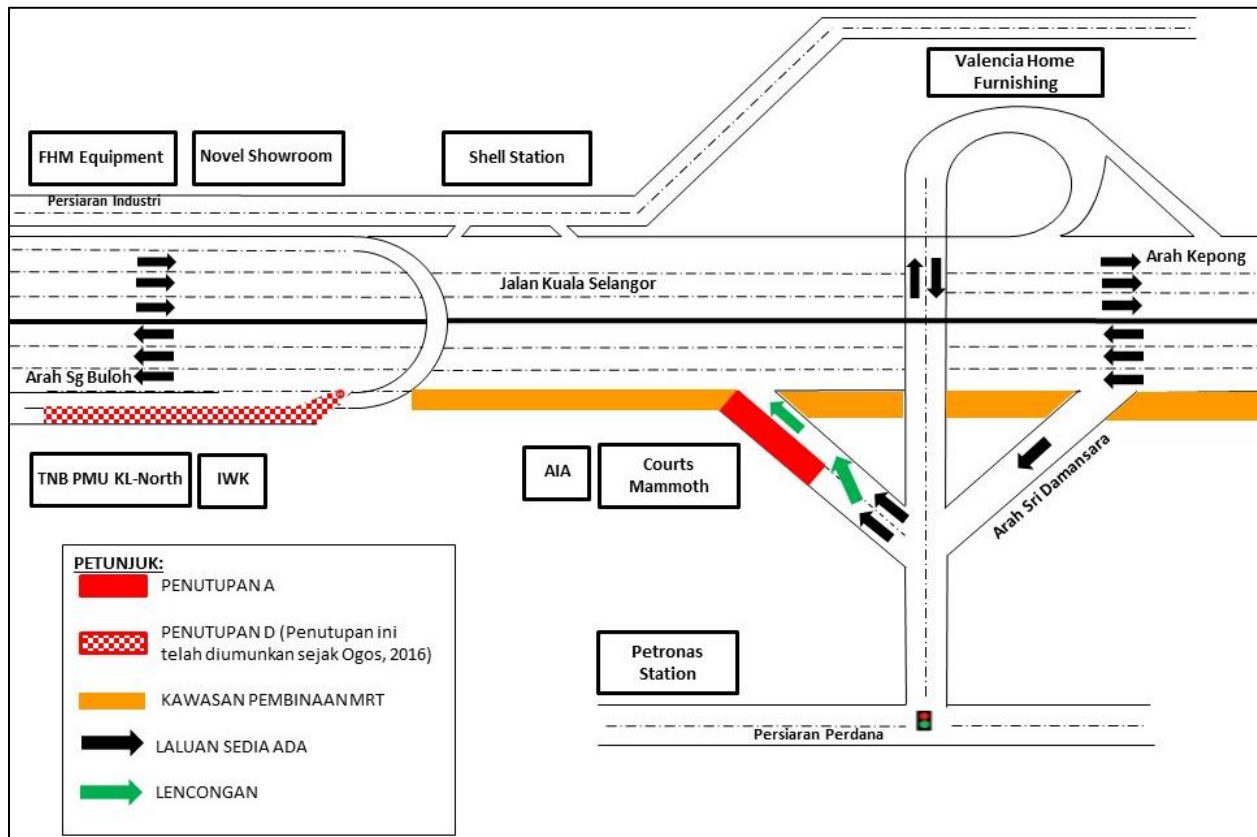 Valencia Home
Furnishing
FHM Equipment
Novel Showroom
Shell Station
Persiaran Industri
Arah Kepong
Jalan Kuala Selangor
Arah Sg Buloh
TNB PMU KL-North
IWK
AIA
Courts
Mammoth
Arah Sri Damansara
PETUNJUK:
PENUTUPAN A
PENUTUPAN D (Penutupan ini
telah diumunkan sejak Ogos, 2016)
KAWASAN PEMBINAAN MRT
LALUAN SEDIA ADA
LENCONGAN
Petronas
Station
Persiaran Perdana